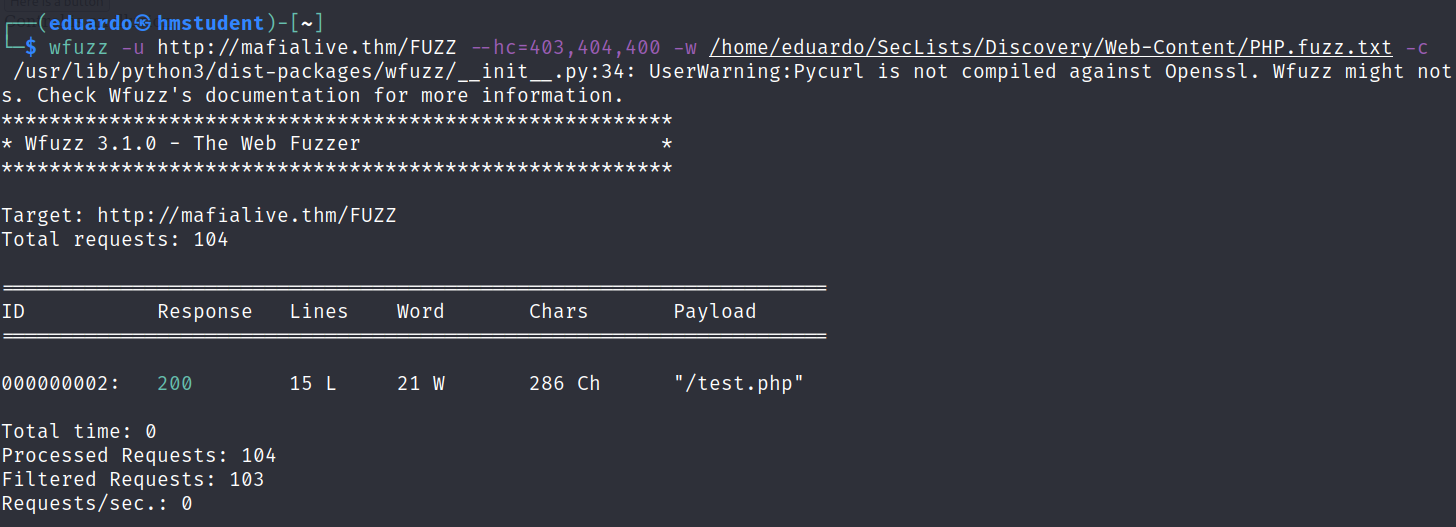 (eduardo㉿hmstudent)-[~]
$ wfuzz -u http://mafialive.thm/FUZZ --hc=403,404,400 -w /home/eduardo/SecLists/Discovery/Web-Content/PHP.fuzz.txt -c
/usr/lib/python3/dist-packages/wfuzz/__init__.py:34: UserWarning:Pycurl is not compiled against Openssl. Wfuzz might not
s. Check Wfuzz's documentation for more information.
********************************************************
* Wfuzz 3.1.0 - The Web Fuzzer                         *
********************************************************
Target: http://mafialive.thm/FUZZ
Total requests: 104
=====================================================================
ID           Response   Lines    Word       Chars       Payload
=====================================================================
000000002:   200        15 L     21 W       286 Ch      "/test.php"
Total time: 0
Processed Requests: 104
Filtered Requests: 103
Requests/sec.: 0